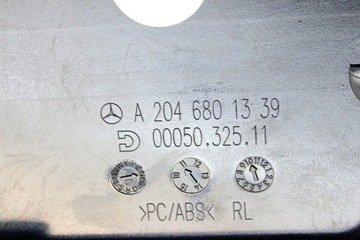 A 204 680 13 39
00050.325.11
>PC/ABS< RL